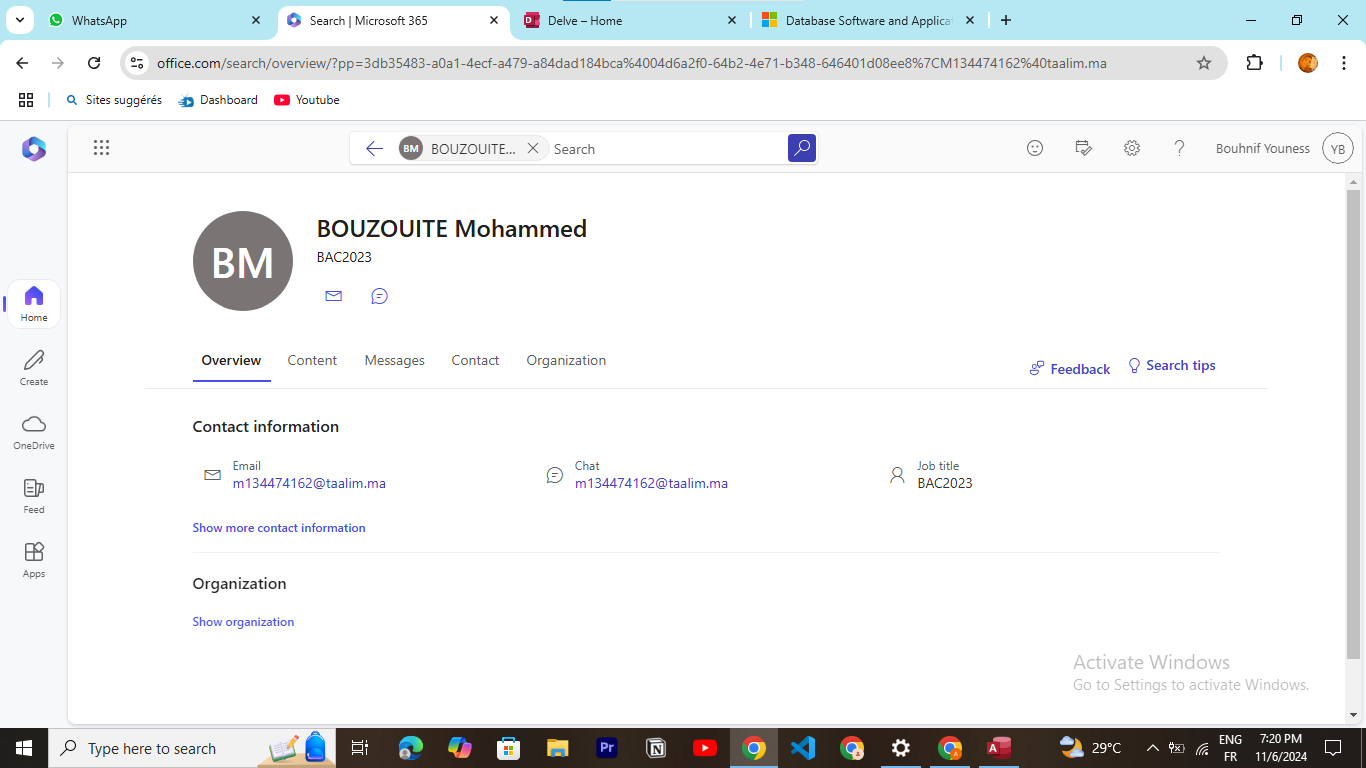 WhatsApp
Search | Microsoft 365
Delve – Home
Database Software and Applicat
office.com/search/overview/?pp=3db35483-a0a1-4ecf-a479-a84dad184bca%4004d6a2f0-64b2-4e71-b348-646401d08ee8%7CM134474162%40taalim.ma
Sites suggérés
Dashboard
Youtube
BM
BOUZOUITE...
Search
Bouhnif Youness
YB
BM
BOUZOUITE Mohammed
BAC2023
Home
Create
OneDrive
Feed
Apps
Overview
Content
Messages
Contact
Organization
Feedback
Search tips
Contact information
Email
m134474162@taalim.ma
Chat
m134474162@taalim.ma
Job title
BAC2023
Show more contact information
Organization
Show organization
Activate Windows
Go to Settings to activate Windows.
Type here to search
Pr
29°C
ENG
FR
7:20 PM
11/6/2024